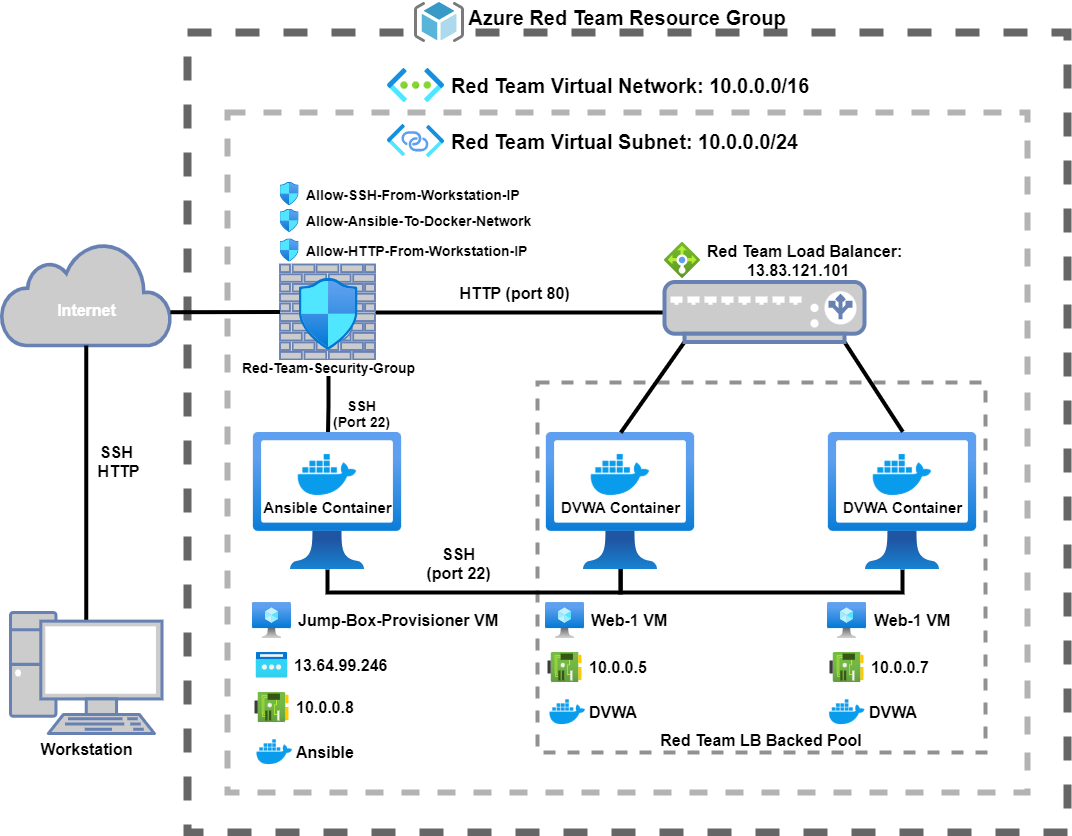 Azure Red Team Resource Group
Red Team Virtual Network: 10.0.0.0/16
Red Team Virtual Subnet: 10.0.0.0/24
Allow-SSH-From-Workstation-IP
Allow-Ansible-To-Docker-Network
Allow-HTTP-From-Workstation-IP
Red Team Load Balancer:
13.83.121.101
Internet
HTTP (port 80)
Red-Team-Security-Group
SSH
(Port 22)
SSH
HTTP
Ansible Container
DVWA Container
DVWA Container
SSH
(port 22)
Jump-Box-Provisioner VM
Web-1 VM
Web-1 VM
13.64.99.246
10.0.0.5
10.0.0.7
10.0.0.8
DVWA
DVWA
Red Team LB Backed Pool
Workstation
Ansible